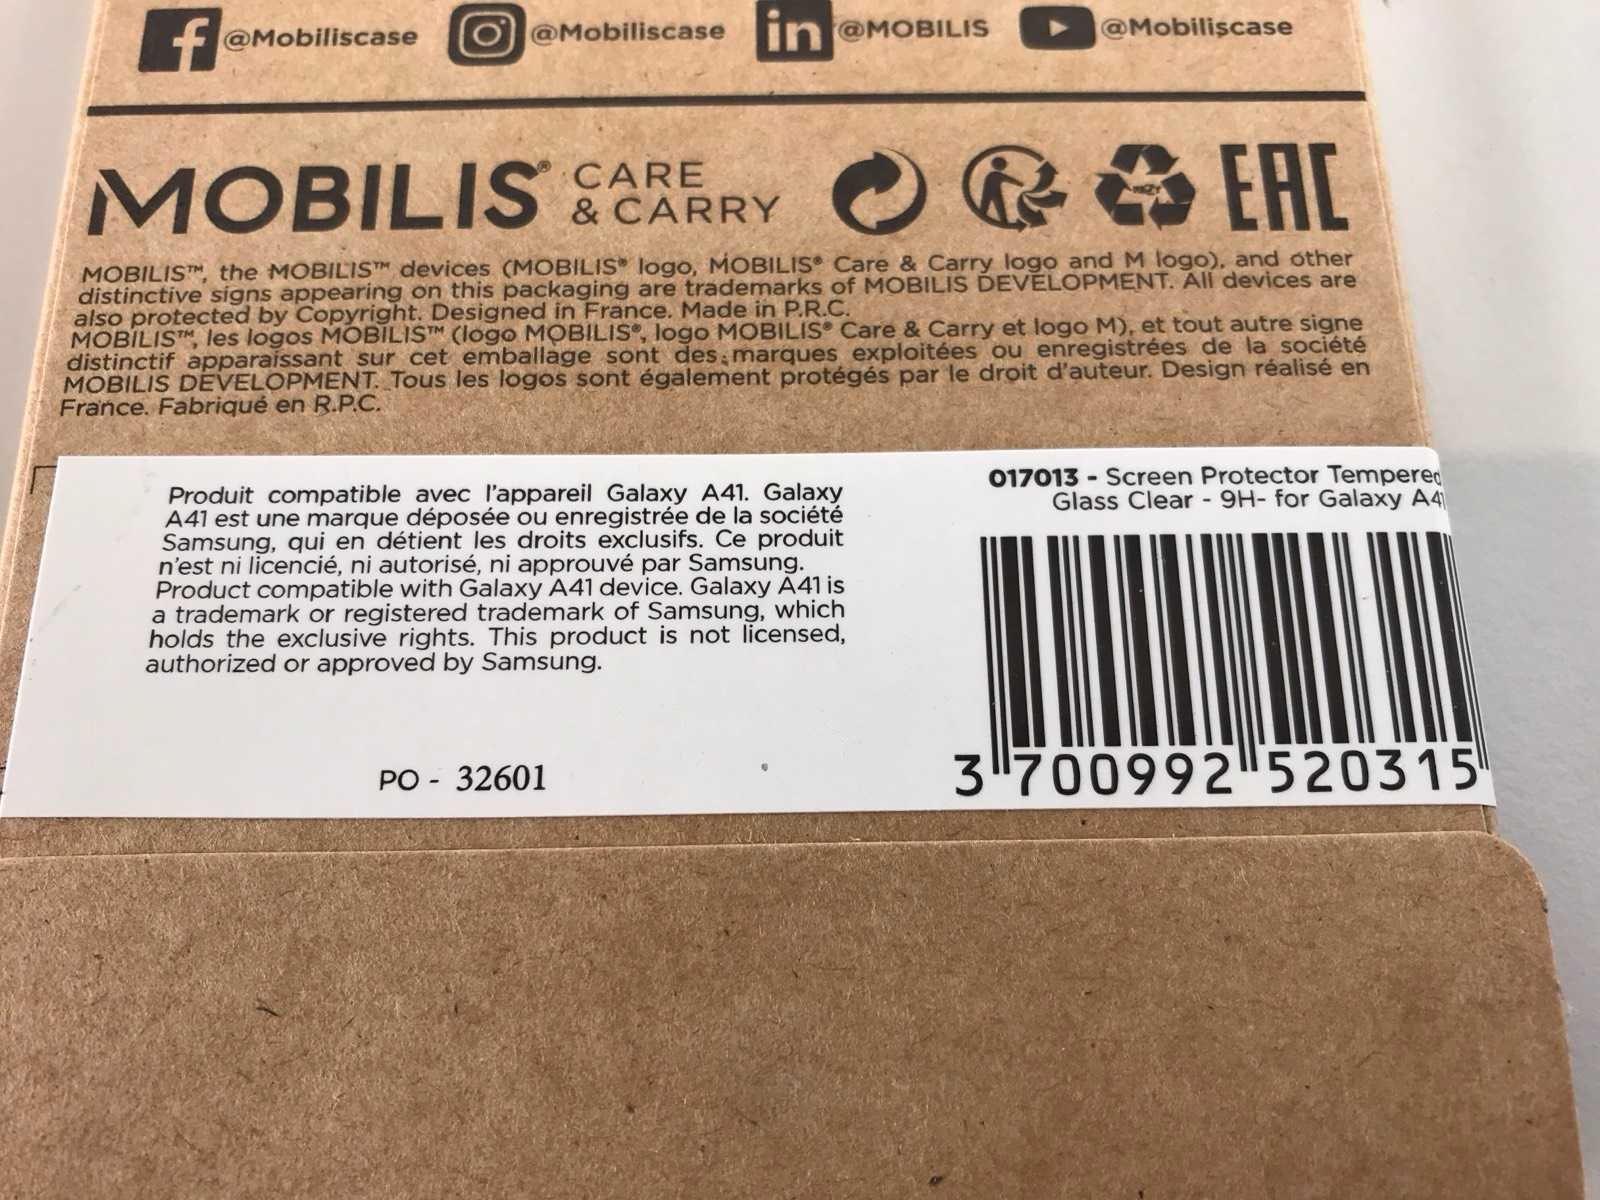 @Mobiliscase @Mobiliscase in @MOBILIS @Mobiliscase
MOBILIS® CARE & CARRY EAC
MOBILIS™, the MOBILIS™ devices (MOBILIS® logo, MOBILIS® Care & Carry logo and M logo), and other
distinctive signs appearing on this packaging are trademarks of MOBILIS DEVELOPMENT. All devices are
also protected by Copyright. Designed in France. Made in P.R.C.
MOBILIS™, les logos MOBILIS™ (logo MOBILIS®, logo MOBILIS® Care & Carry et logo M), et tout autre signe
distinctif apparaissant sur cet emballage sont des marques exploitées ou enregistrées de la société
MOBILIS DEVELOPMENT. Tous les logos sont également protégés par le droit d'auteur. Design réalisé en
France. Fabriqué en R.P.C.
Produit compatible avec l'appareil Galaxy A41. Galaxy
A41 est une marque déposée ou enregistrée de la société
Samsung, qui en détient les droits exclusifs. Ce produit
n'est ni licencié, ni autorisé, ni approuvé par Samsung.
Product compatible with Galaxy A41 device. Galaxy A41 is
a trademark or registered trademark of Samsung, which
holds the exclusive rights. This product is not licensed,
authorized or approved by Samsung.
PO - 32601
017013 - Screen Protector Tempered
Glass Clear - 9H- for Galaxy A41
3 700992 520315